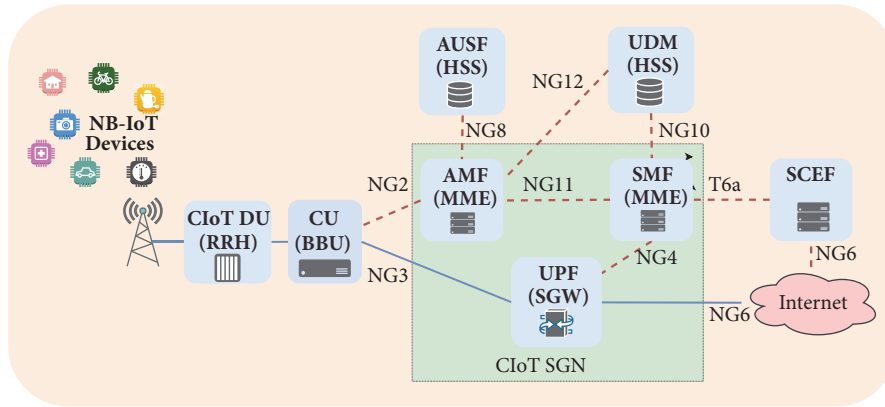 AUSF
(HSS)
UDM
(HSS)
NG12
NB-IoT
Devices
NG8
NG10
NG2
AMF
(MME)
NG11
SMF
(MME)
T6a
SCEF
CIoT DU
(RRH)
CU
(BBU)
NG3
NG4
NG6
UPF
(SGW)
NG6
Internet
CIoT SGN